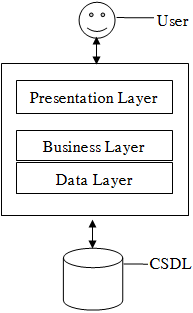 User
Presentation Layer
Business Layer
Data Layer
CSDL